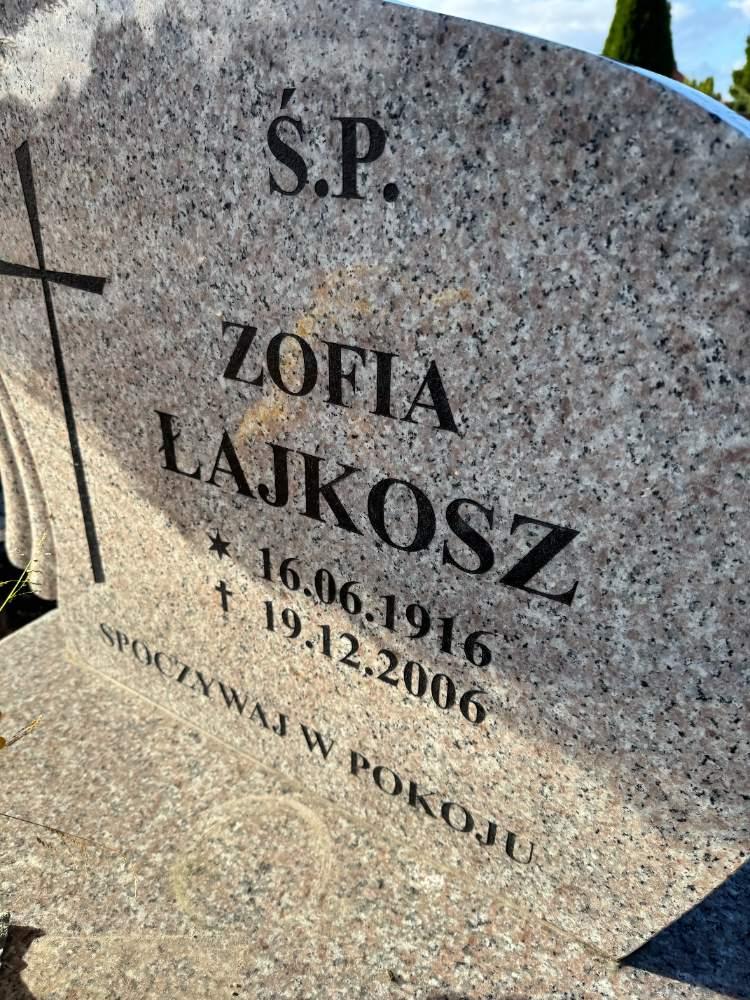 Ś.P.
ZOFIA
ŁAJKOSZ
✶ 16.06.1916
† 19.12.2006
SPOCZYWAJ W POKOJU